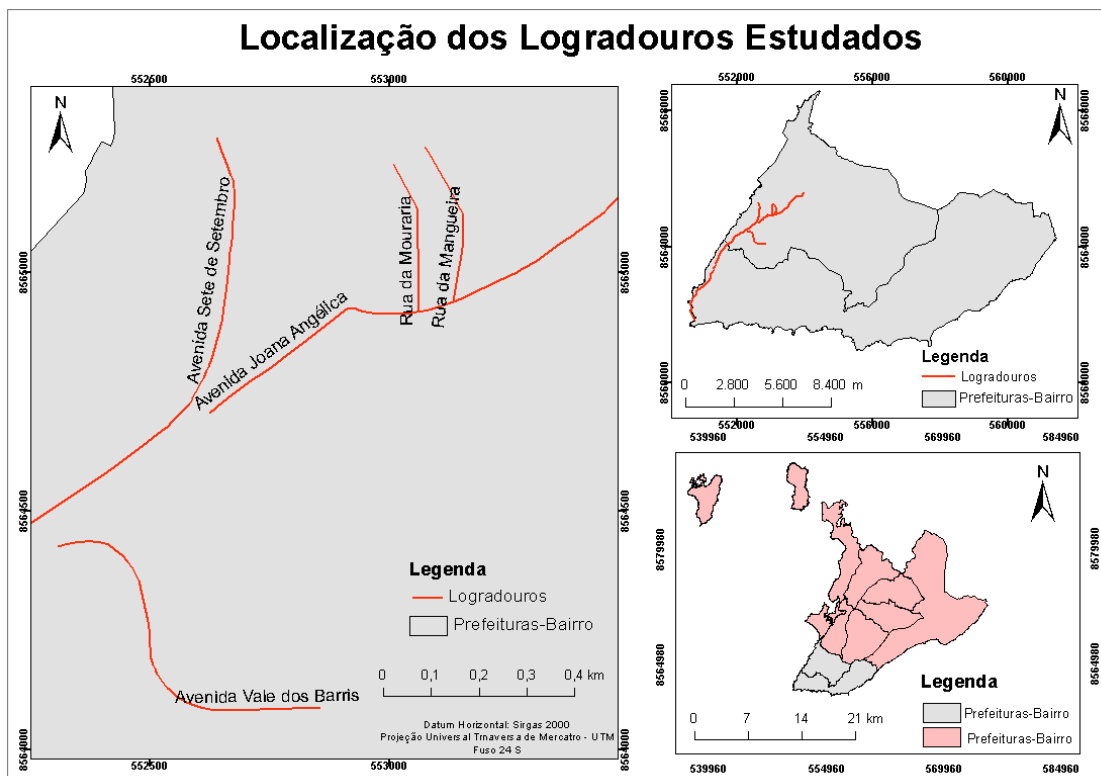 Localização dos Logradouros Estudados
552500
553000
N
8565000
8564500
8564000
Avenida Sete de Setembro
Rua da Mouraria
Rua da Mangueira
Avenida Joana Angélica
Avenida Vale dos Barris
Legenda
Logradouros
Prefeituras-Bairro
0 0,1 0,2 0,3 0,4 km
Datum Horizontal: Sirgas 2000
Projeção Universal Trnaversa de Mercatro - UTM
Fuso 24 S
8565000
8564500
8564000
552500
553000
552000 556000 560000
N
8568000
8564000
8560000
8568000
8564000
8560000
Legenda
Logradouros
Prefeituras-Bairro
0 2.800 5.600 8.400 m
552000 556000 560000
539960 554960 569960 584960
N
8579980
8564980
8579980
8564980
Legenda
Prefeituras-Bairro
Prefeituras-Bairro
0 7 14 21 km
539960 554960 569960 584960